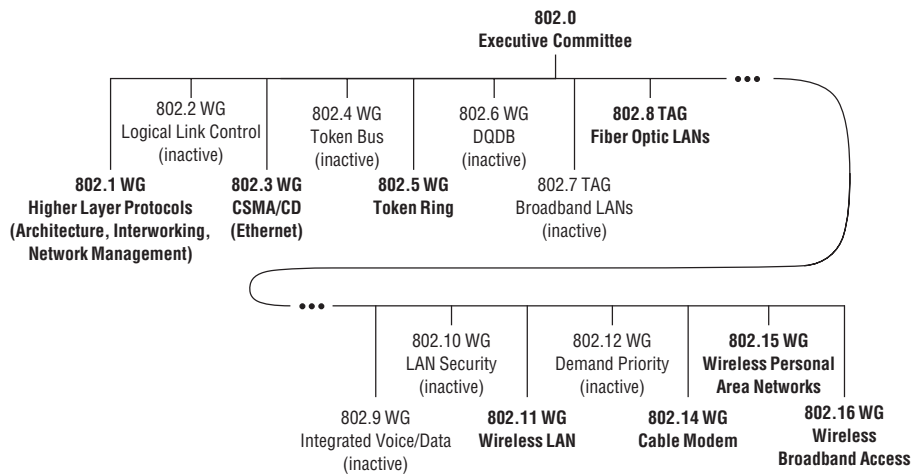 802.0
Executive Committee
802.2 WG
Logical Link Control
(inactive)
802.4 WG
Token Bus
(inactive)
802.6 WG
DQDB
(inactive)
802.8 TAG
Fiber Optic LANs
802.1 WG
Higher Layer Protocols
(Architecture, Interworking,
Network Management)
802.3 WG
CSMA/CD
(Ethernet)
802.5 WG
Token Ring
802.7 TAG
Broadband LANs
(inactive)
802.10 WG
LAN Security
(inactive)
802.12 WG
Demand Priority
(inactive)
802.15 WG
Wireless Personal
Area Networks
802.9 WG
Integrated Voice/Data
(inactive)
802.11 WG
Wireless LAN
802.14 WG
Cable Modem
802.16 WG
Wireless
Broadband Access